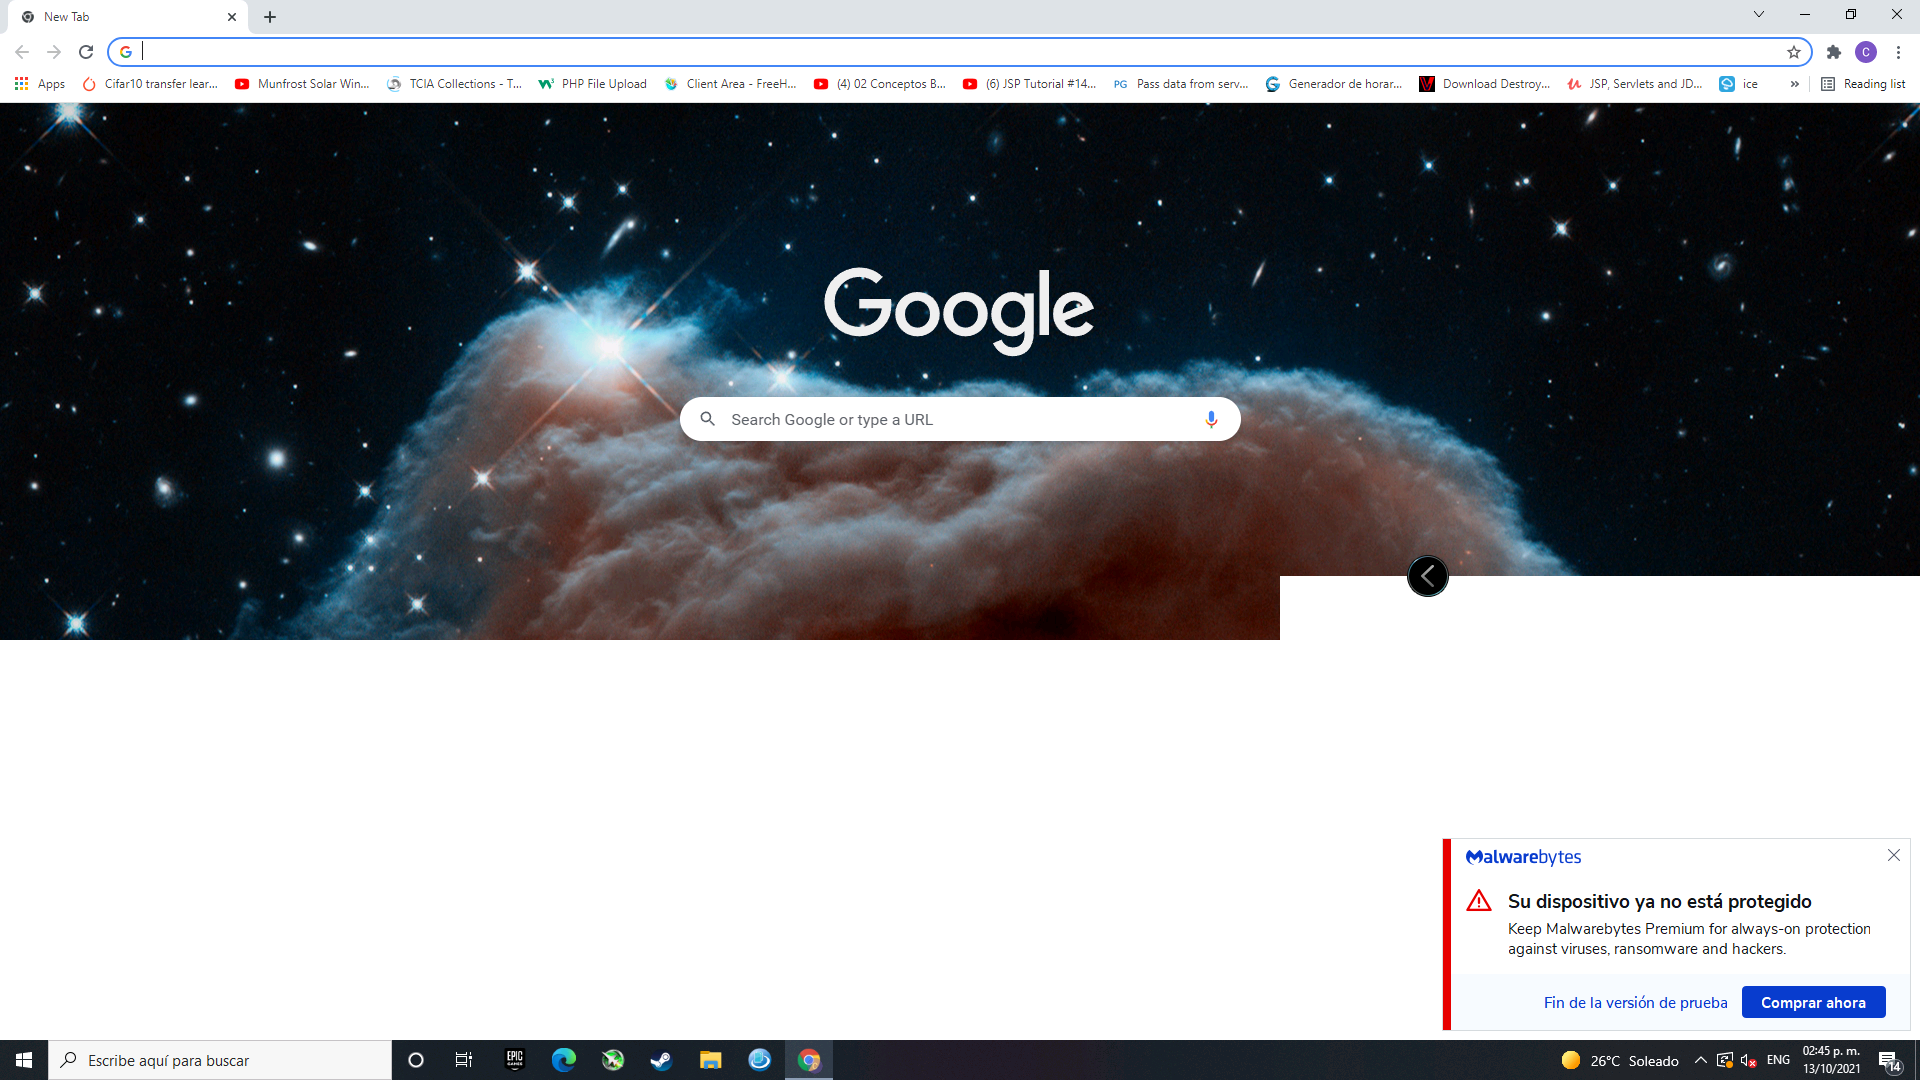 New Tab
Apps
Cifar10 transfer lear...
Munfrost Solar Win...
TCIA Collections - T...
PHP File Upload
Client Area - FreeH...
(4) 02 Conceptos B...
(6) JSP Tutorial #14...
PG Pass data from serv...
Generador de horar...
Download Destroy...
JSP, Servlets and JD...
ice
»
Reading list
C
Google
Search Google or type a URL
Malwarebytes
Su dispositivo ya no está protegido
Keep Malwarebytes Premium for always-on protection
against viruses, ransomware and hackers.
Fin de la versión de prueba
Comprar ahora
Escribe aquí para buscar
EPIC
GAMES
26°C Soleado
ENG
02:45 p. m.
13/10/2021
14